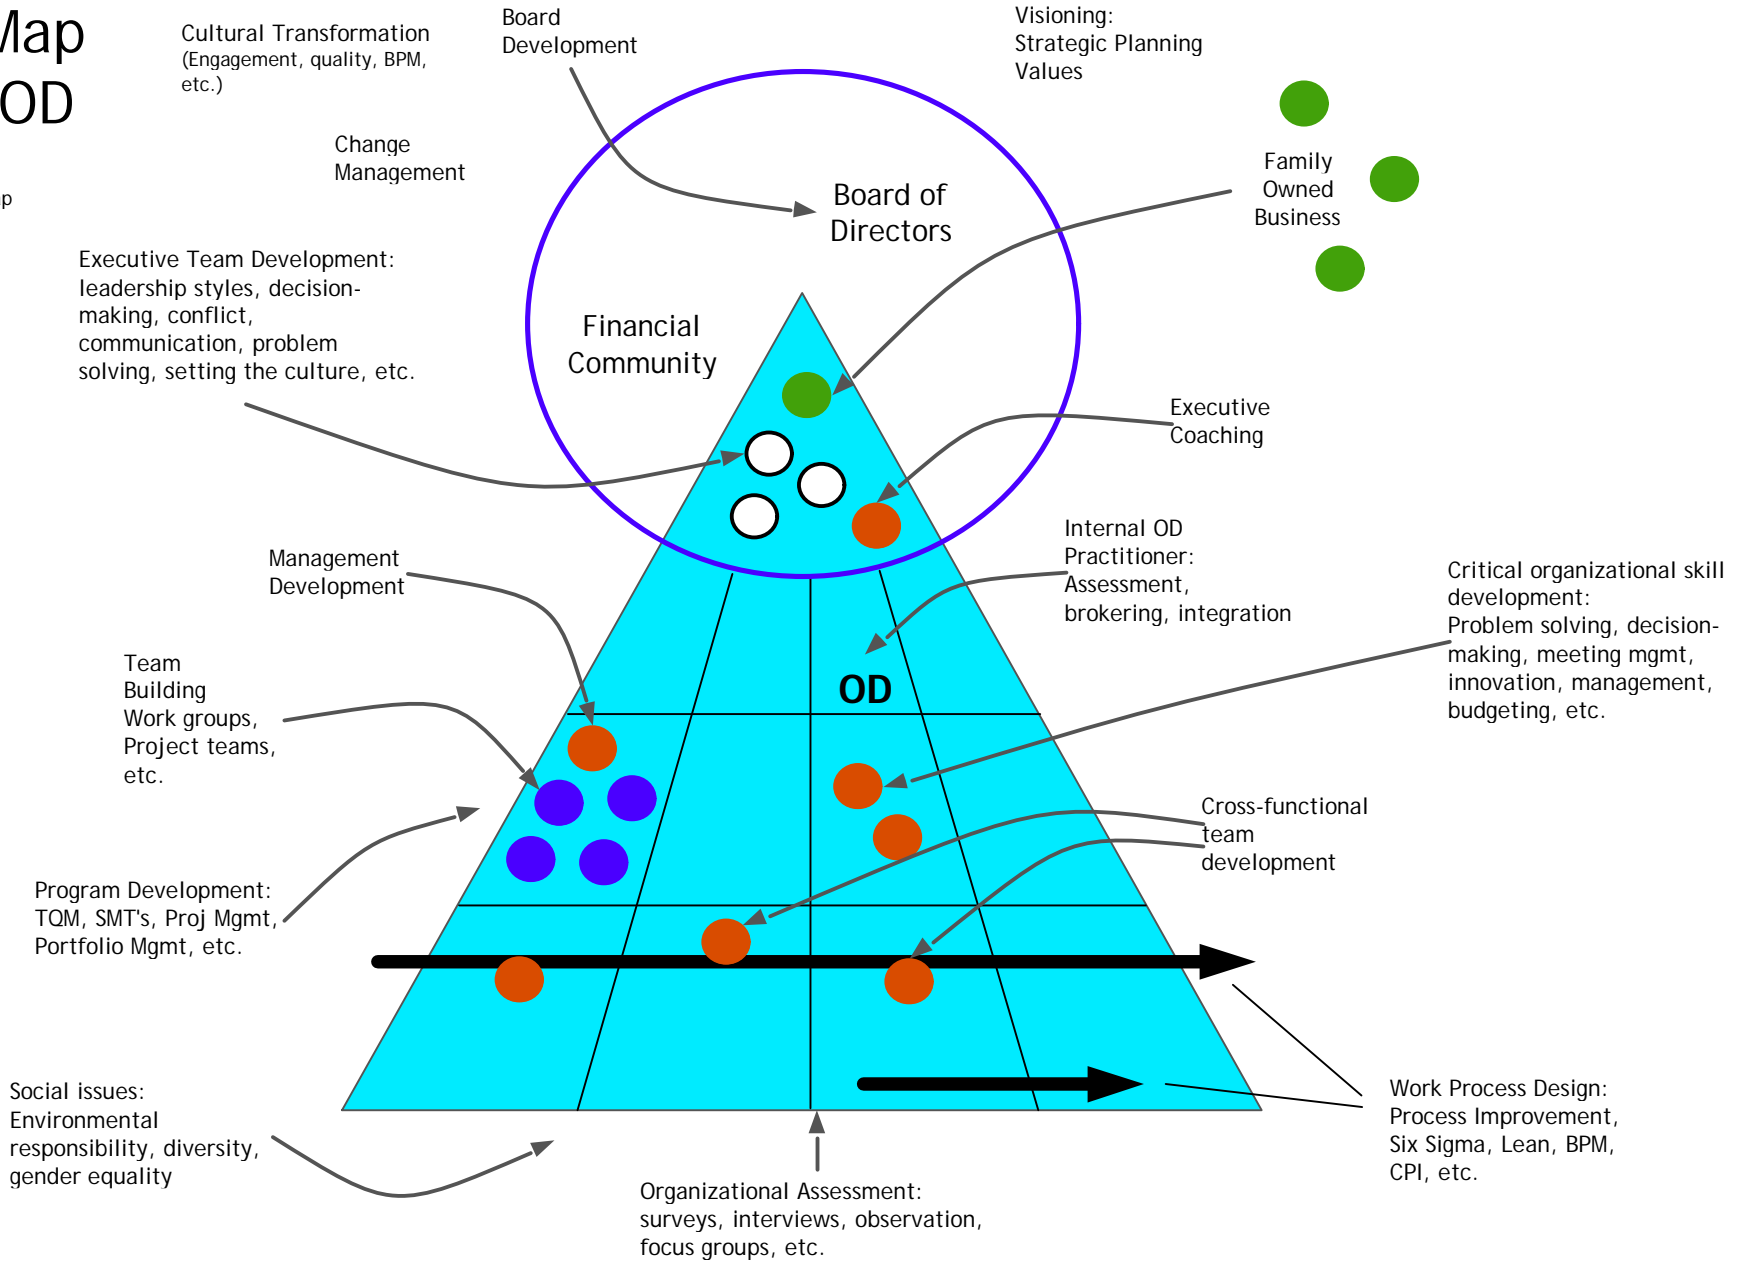 Map
OD
Cultural Transformation
(Engagement, quality, BPM,
etc.)
Board
Development
Visioning:
Strategic Planning
Values
Change
Management
Family
Owned
Business
Board of
Directors
Executive Team Development:
leadership styles, decision-
making, conflict,
communication, problem
solving, setting the culture, etc.
Financial
Community
Executive
Coaching
Internal OD
Practitioner:
Assessment,
brokering, integration
Management
Development
Critical organizational skill
development:
Problem solving, decision-
making, meeting mgmt,
innovation, management,
budgeting, etc.
OD
Team
Building
Work groups,
Project teams,
etc.
Cross-functional
team
development
Program Development:
TQM, SMT's, Proj Mgmt,
Portfolio Mgmt, etc.
Social issues:
Environmental
responsibility, diversity,
gender equality
Work Process Design:
Process Improvement,
Six Sigma, Lean, BPM,
CPI, etc.
Organizational Assessment:
surveys, interviews, observation,
focus groups, etc.